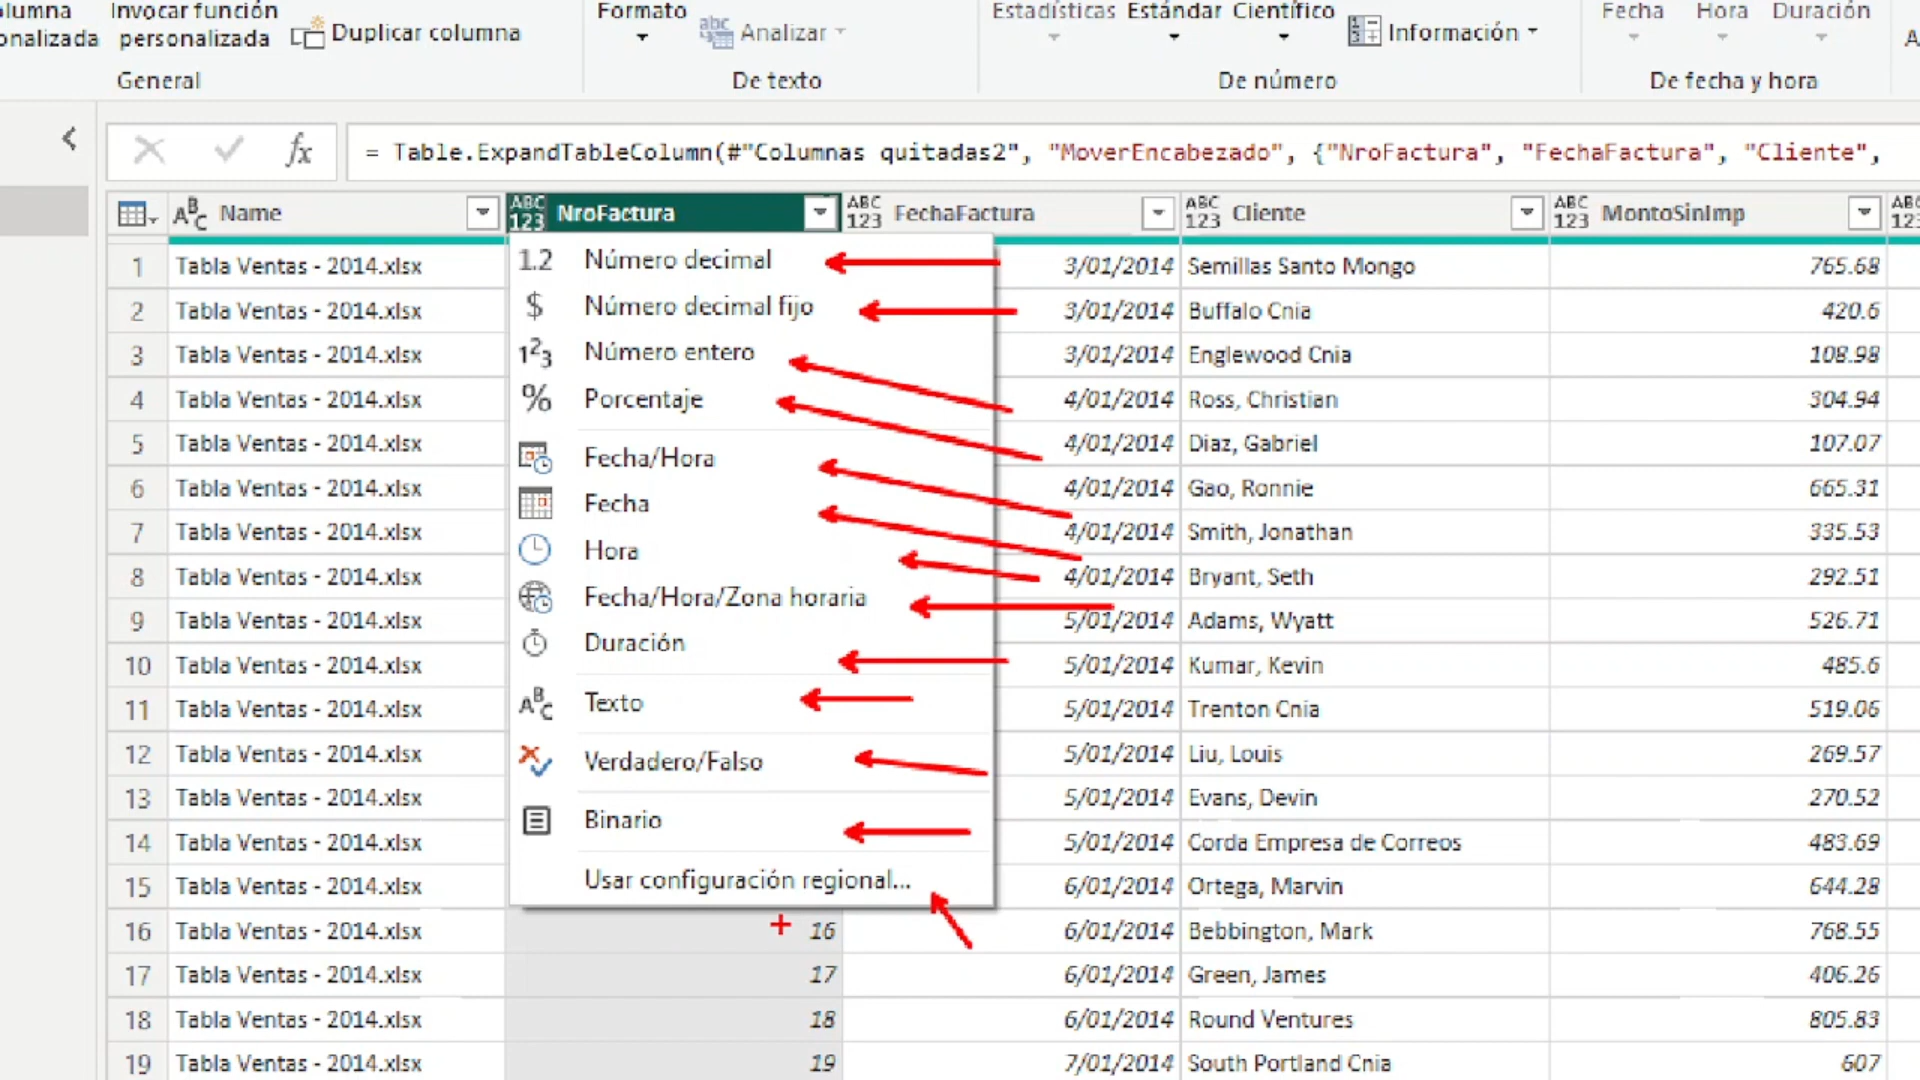 Invocar función
personalizada
Duplicar columna
General
Formato
Analizar
De texto
Estadísticas Estándar Científico
Información
De número
Fecha Hora Duración
De fecha y hora
= Table.ExpandTableColumn(#"Columnas quitadas2", "MoverEncabezado", {"NroFactura", "FechaFactura", "Cliente",
ABC Name ABC 123 NroFactura ABC 123 FechaFactura ABC 123 Cliente ABC 123 MontoSinImp
1.2 Número decimal
$ Número decimal fijo
123 Número entero
% Porcentaje
Fecha/Hora
Fecha
Hora
Fecha/Hora/Zona horaria
Duración
ABC Texto
Verdadero/Falso
Binario
Usar configuración regional...
1 Tabla Ventas - 2014.xlsx 3/01/2014 Semillas Santo Mongo 765.68
2 Tabla Ventas - 2014.xlsx 3/01/2014 Buffalo Cnia 420.6
3 Tabla Ventas - 2014.xlsx 3/01/2014 Englewood Cnia 108.98
4 Tabla Ventas - 2014.xlsx 4/01/2014 Ross, Christian 304.94
5 Tabla Ventas - 2014.xlsx 4/01/2014 Diaz, Gabriel 107.07
6 Tabla Ventas - 2014.xlsx 4/01/2014 Gao, Ronnie 665.31
7 Tabla Ventas - 2014.xlsx 4/01/2014 Smith, Jonathan 335.53
8 Tabla Ventas - 2014.xlsx 4/01/2014 Bryant, Seth 292.51
9 Tabla Ventas - 2014.xlsx 5/01/2014 Adams, Wyatt 526.71
10 Tabla Ventas - 2014.xlsx 5/01/2014 Kumar, Kevin 485.6
11 Tabla Ventas - 2014.xlsx 5/01/2014 Trenton Cnia 519.06
12 Tabla Ventas - 2014.xlsx 5/01/2014 Liu, Louis 269.57
13 Tabla Ventas - 2014.xlsx 5/01/2014 Evans, Devin 270.52
14 Tabla Ventas - 2014.xlsx 5/01/2014 Corda Empresa de Correos 483.69
15 Tabla Ventas - 2014.xlsx 6/01/2014 Ortega, Marvin 644.28
16 Tabla Ventas - 2014.xlsx 16 6/01/2014 Bebbington, Mark 768.55
17 Tabla Ventas - 2014.xlsx 17 6/01/2014 Green, James 406.26
18 Tabla Ventas - 2014.xlsx 18 6/01/2014 Round Ventures 805.83
19 Tabla Ventas - 2014.xlsx 19 7/01/2014 South Portland Cnia 607